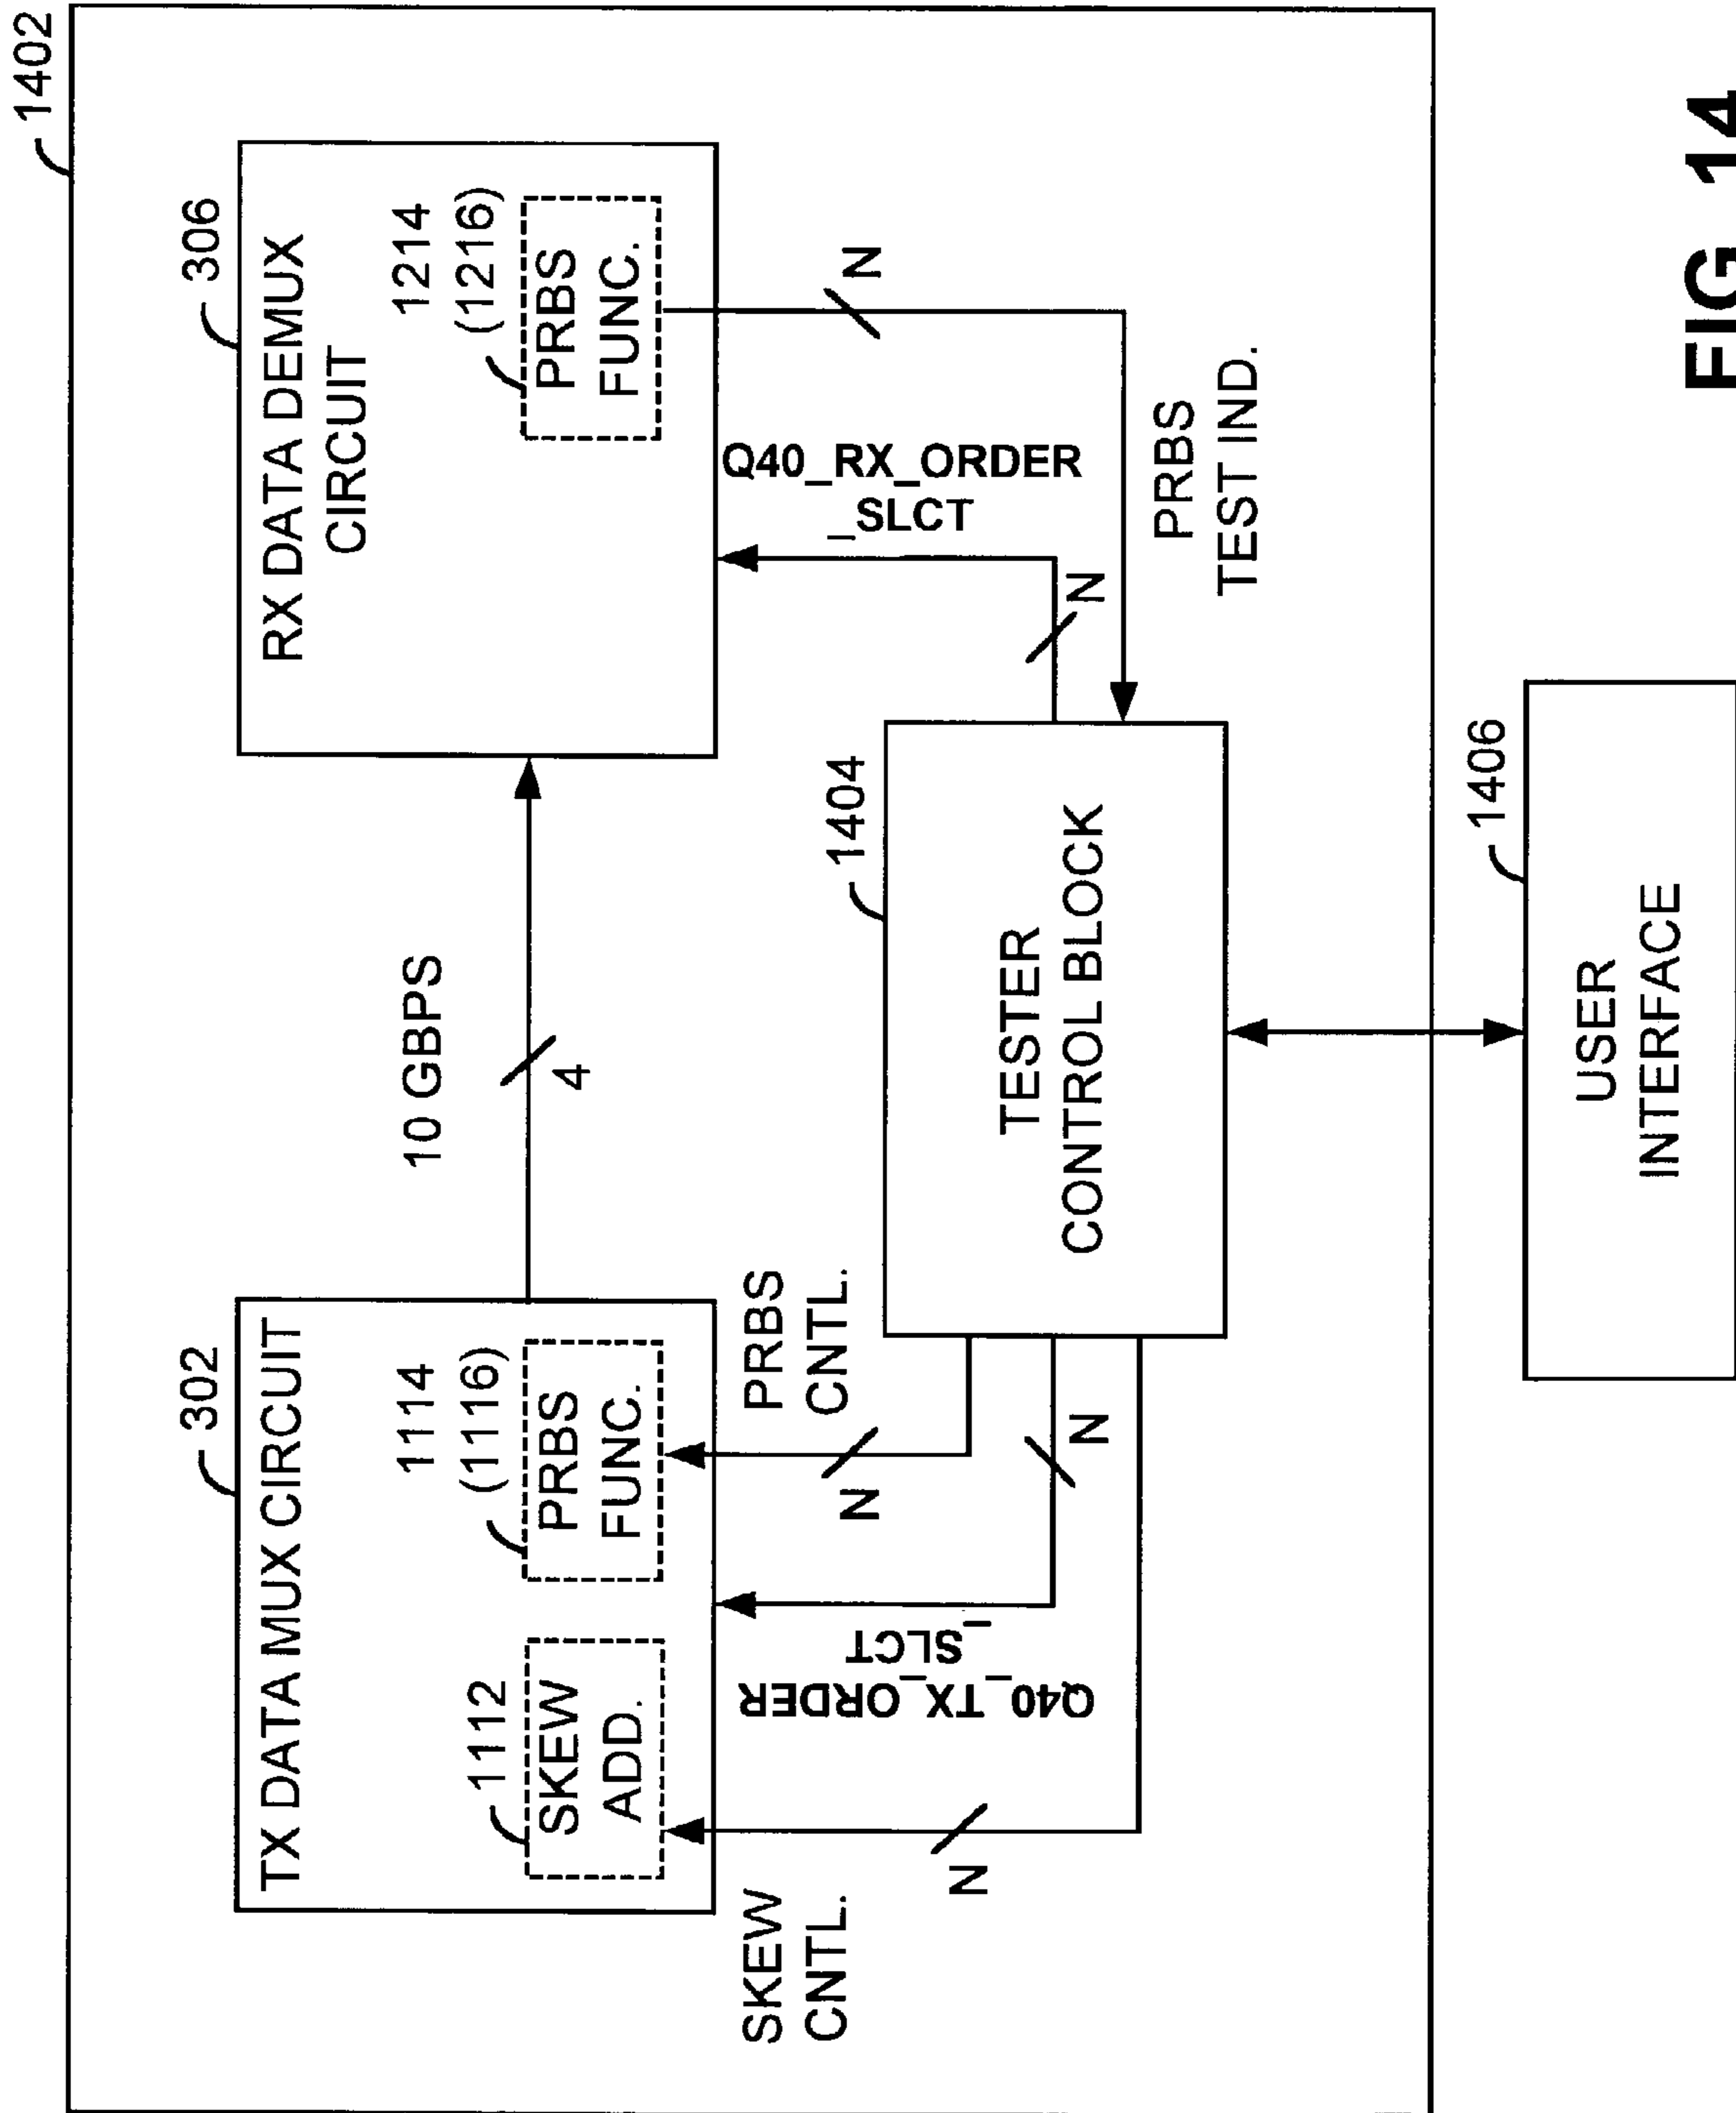 1402
302
TX DATA MUX CIRCUIT
1112
SKEW
ADD.
1114
(1116)
PRBS
FUNC.
10 GBPS
4
306
RX DATA DEMUX
CIRCUIT
1214
(1216)
PRBS
FUNC.
SKEW
CNTL.
N
Q40_TX_ORDER
_SLCT
N
PRBS
CNTL.
N
Q40_RX_ORDER
_SLCT
N
N
PRBS
TEST IND.
1404
TESTER
CONTROL BLOCK
1406
USER
INTERFACE
FIG. 14